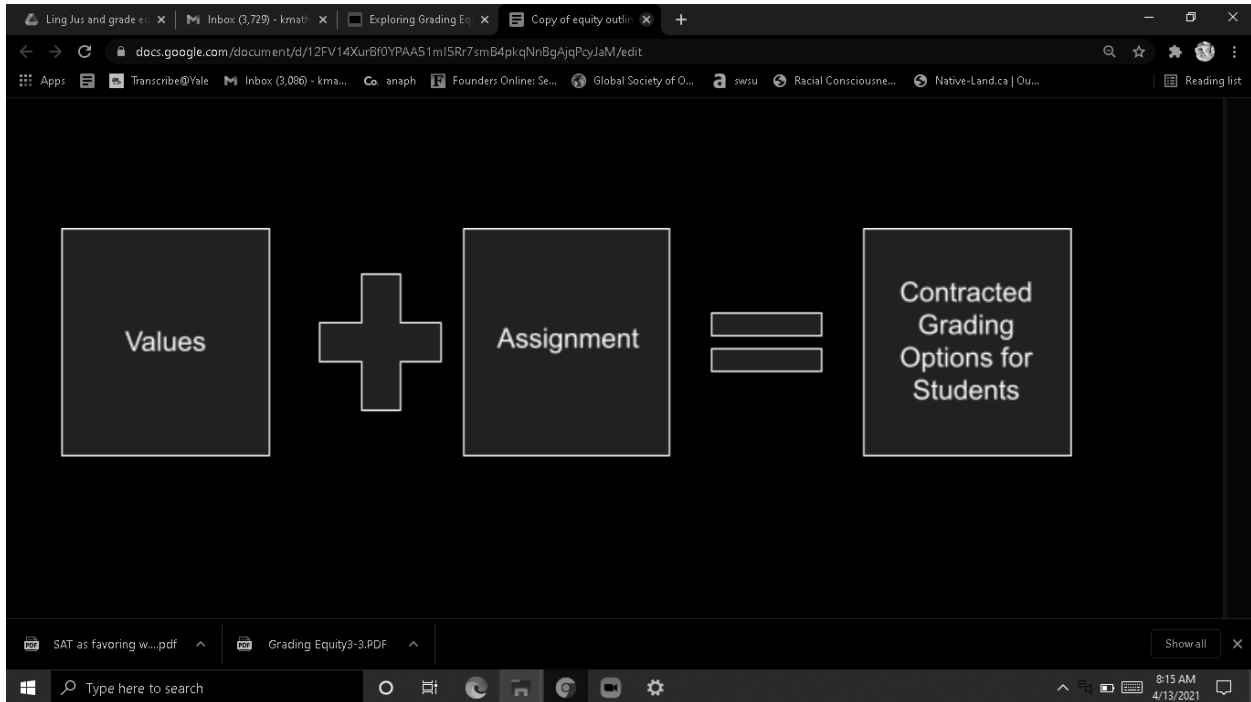 Ling Jus and grade ec
Inbox (3,729) - kmath
Exploring Grading Eq
Copy of equity outlin
docs.google.com/document/d/12FV14XurBf0YPAA51mI5Rr7smB4pkqNnBgAjqPcyJaM/edit
Apps
Transcribe@Yale
Inbox (3,086) - kma...
Co. anaph
Founders Online: Se...
Global Society of O...
a swsu
Racial Consciousne...
Native-Land.ca | Ou...
Reading list
Values
Assignment
Contracted
Grading
Options for
Students
SAT as favoring w....pdf
Grading Equity3-3.PDF
Show all
Type here to search
8:15 AM
4/13/2021